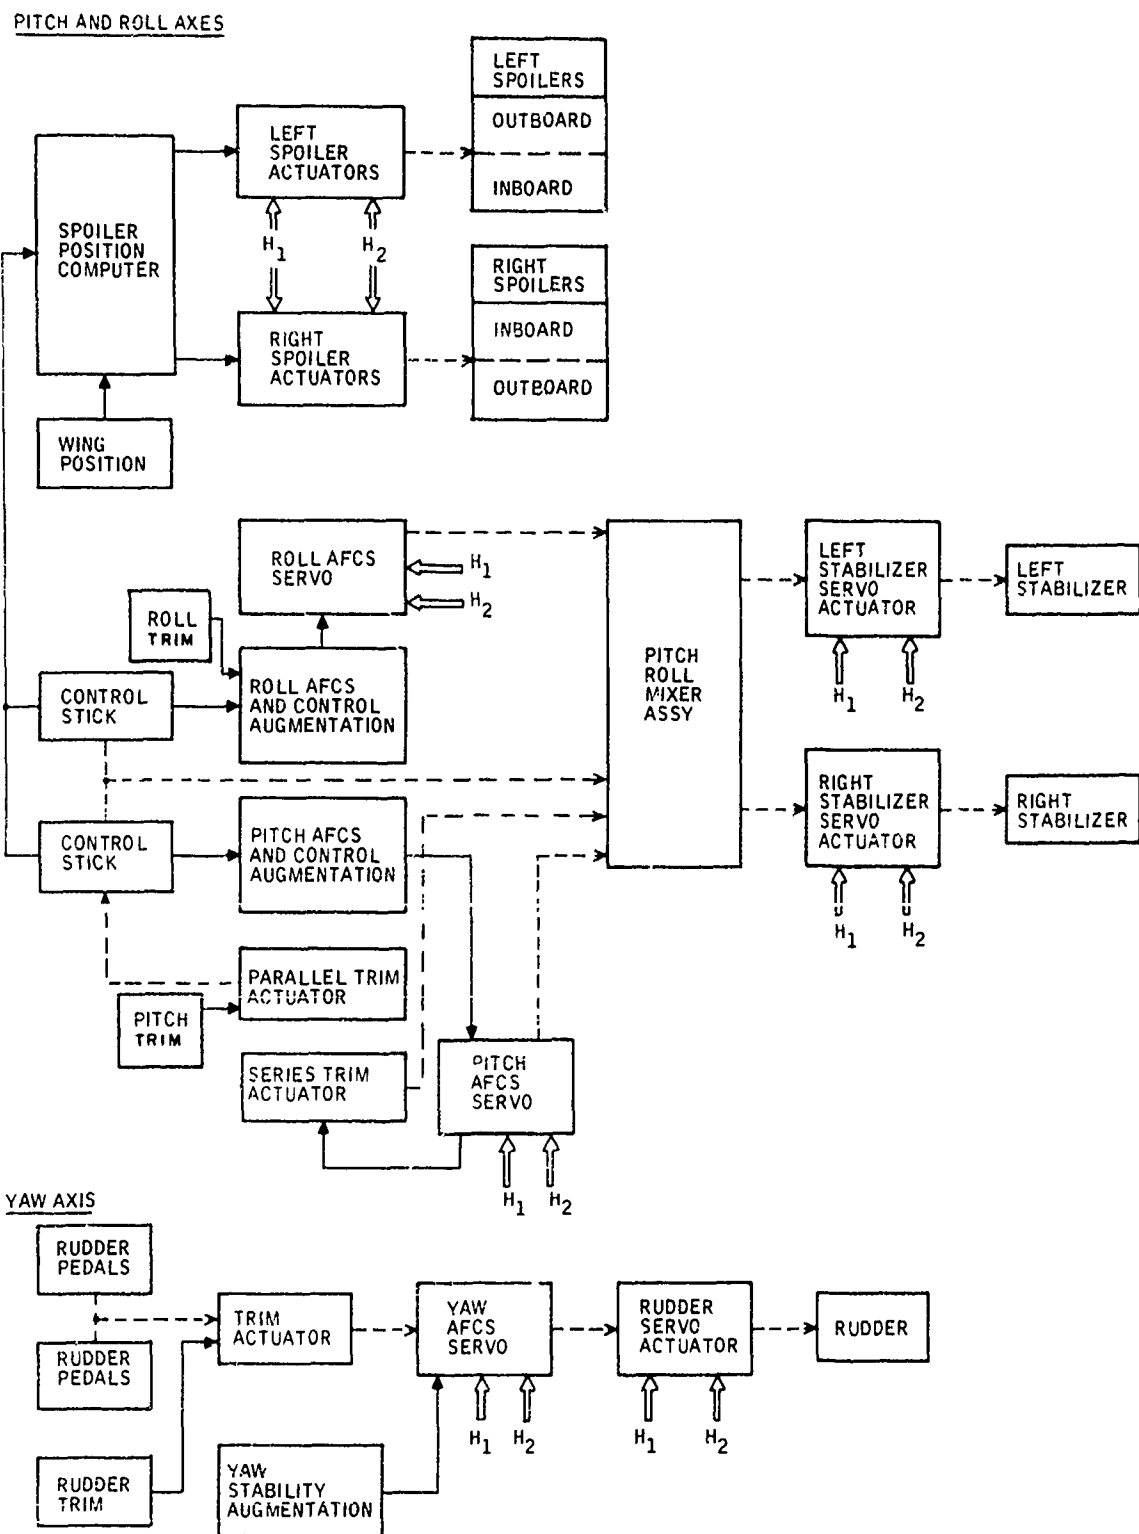 PITCH AND ROLL AXES
LEFT
SPOILERS
OUTBOARD
INBOARD
LEFT
SPOILER
ACTUATORS
SPOILER
POSITION
COMPUTER
H1
H2
RIGHT
SPOILERS
INBOARD
OUTBOARD
RIGHT
SPOILER
ACTUATORS
WING
POSITION
ROLL AFCS
SERVO
H1
H2
ROLL
TRIM
CONTROL
STICK
ROLL AFCS
AND CONTROL
AUGMENTATION
PITCH
ROLL
MIXER
ASSY
LEFT
STABILIZER
SERVO
ACTUATOR
LEFT
STABILIZER
H1
H2
CONTROL
STICK
PITCH AFCS
AND CONTROL
AUGMENTATION
RIGHT
STABILIZER
SERVO
ACTUATOR
RIGHT
STABILIZER
H1
H2
PARALLEL TRIM
ACTUATOR
PITCH
TRIM
SERIES TRIM
ACTUATOR
PITCH
AFCS
SERVO
H1
H2
YAW AXIS
RUDDER
PEDALS
RUDDER
PEDALS
TRIM
ACTUATOR
YAW
AFCS
SERVO
RUDDER
SERVO
ACTUATOR
RUDDER
H1
H2
H1
H2
RUDDER
TRIM
YAW
STABILITY
AUGMENTATION